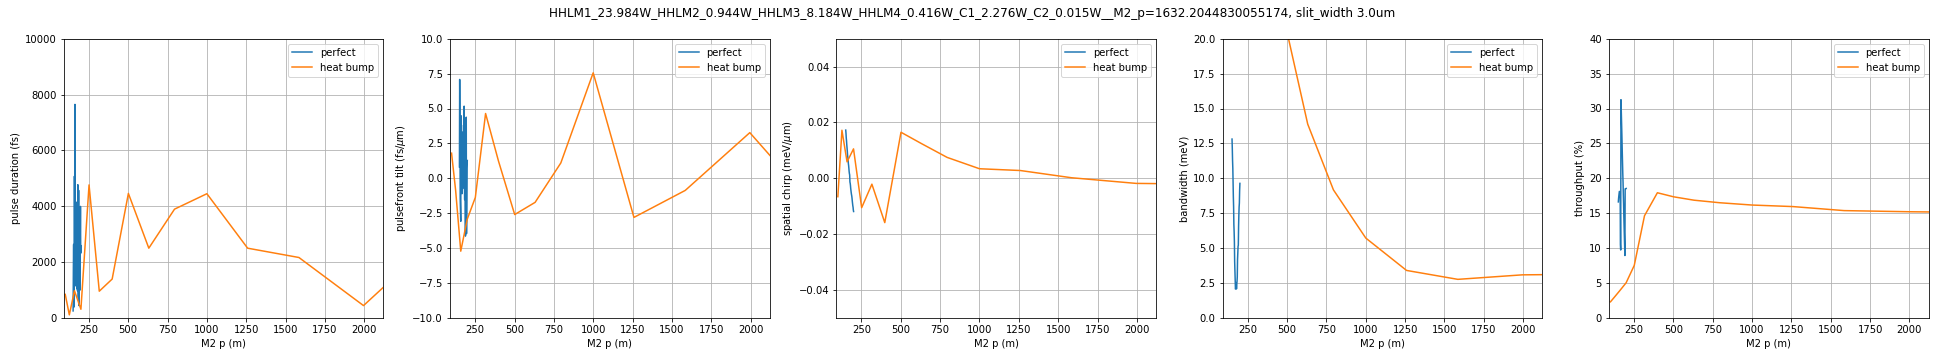 HHLM1_23.984W_HHLM2_0.944W_HHLM3_8.184W_HHLM4_0.416W_C1_2.276W_C2_0.015W__M2_p=1632.2044830055174, slit_width 3.0um
pulse duration (fs)
10000
8000
6000
4000
2000
0
250 500 750 1000 1250 1500 1750 2000
M2 p (m)
perfect
heat bump
pulsefront tilt (fs/μm)
10.0
7.5
5.0
2.5
0.0
−2.5
−5.0
−7.5
−10.0
250 500 750 1000 1250 1500 1750 2000
M2 p (m)
perfect
heat bump
spatial chirp (meV/μm)
0.04
0.02
0.00
−0.02
−0.04
250 500 750 1000 1250 1500 1750 2000
M2 p (m)
perfect
heat bump
bandwidth (meV)
20.0
17.5
15.0
12.5
10.0
7.5
5.0
2.5
0.0
250 500 750 1000 1250 1500 1750 2000
M2 p (m)
perfect
heat bump
throughput (%)
40
35
30
25
20
15
10
5
0
250 500 750 1000 1250 1500 1750 2000
M2 p (m)
perfect
heat bump